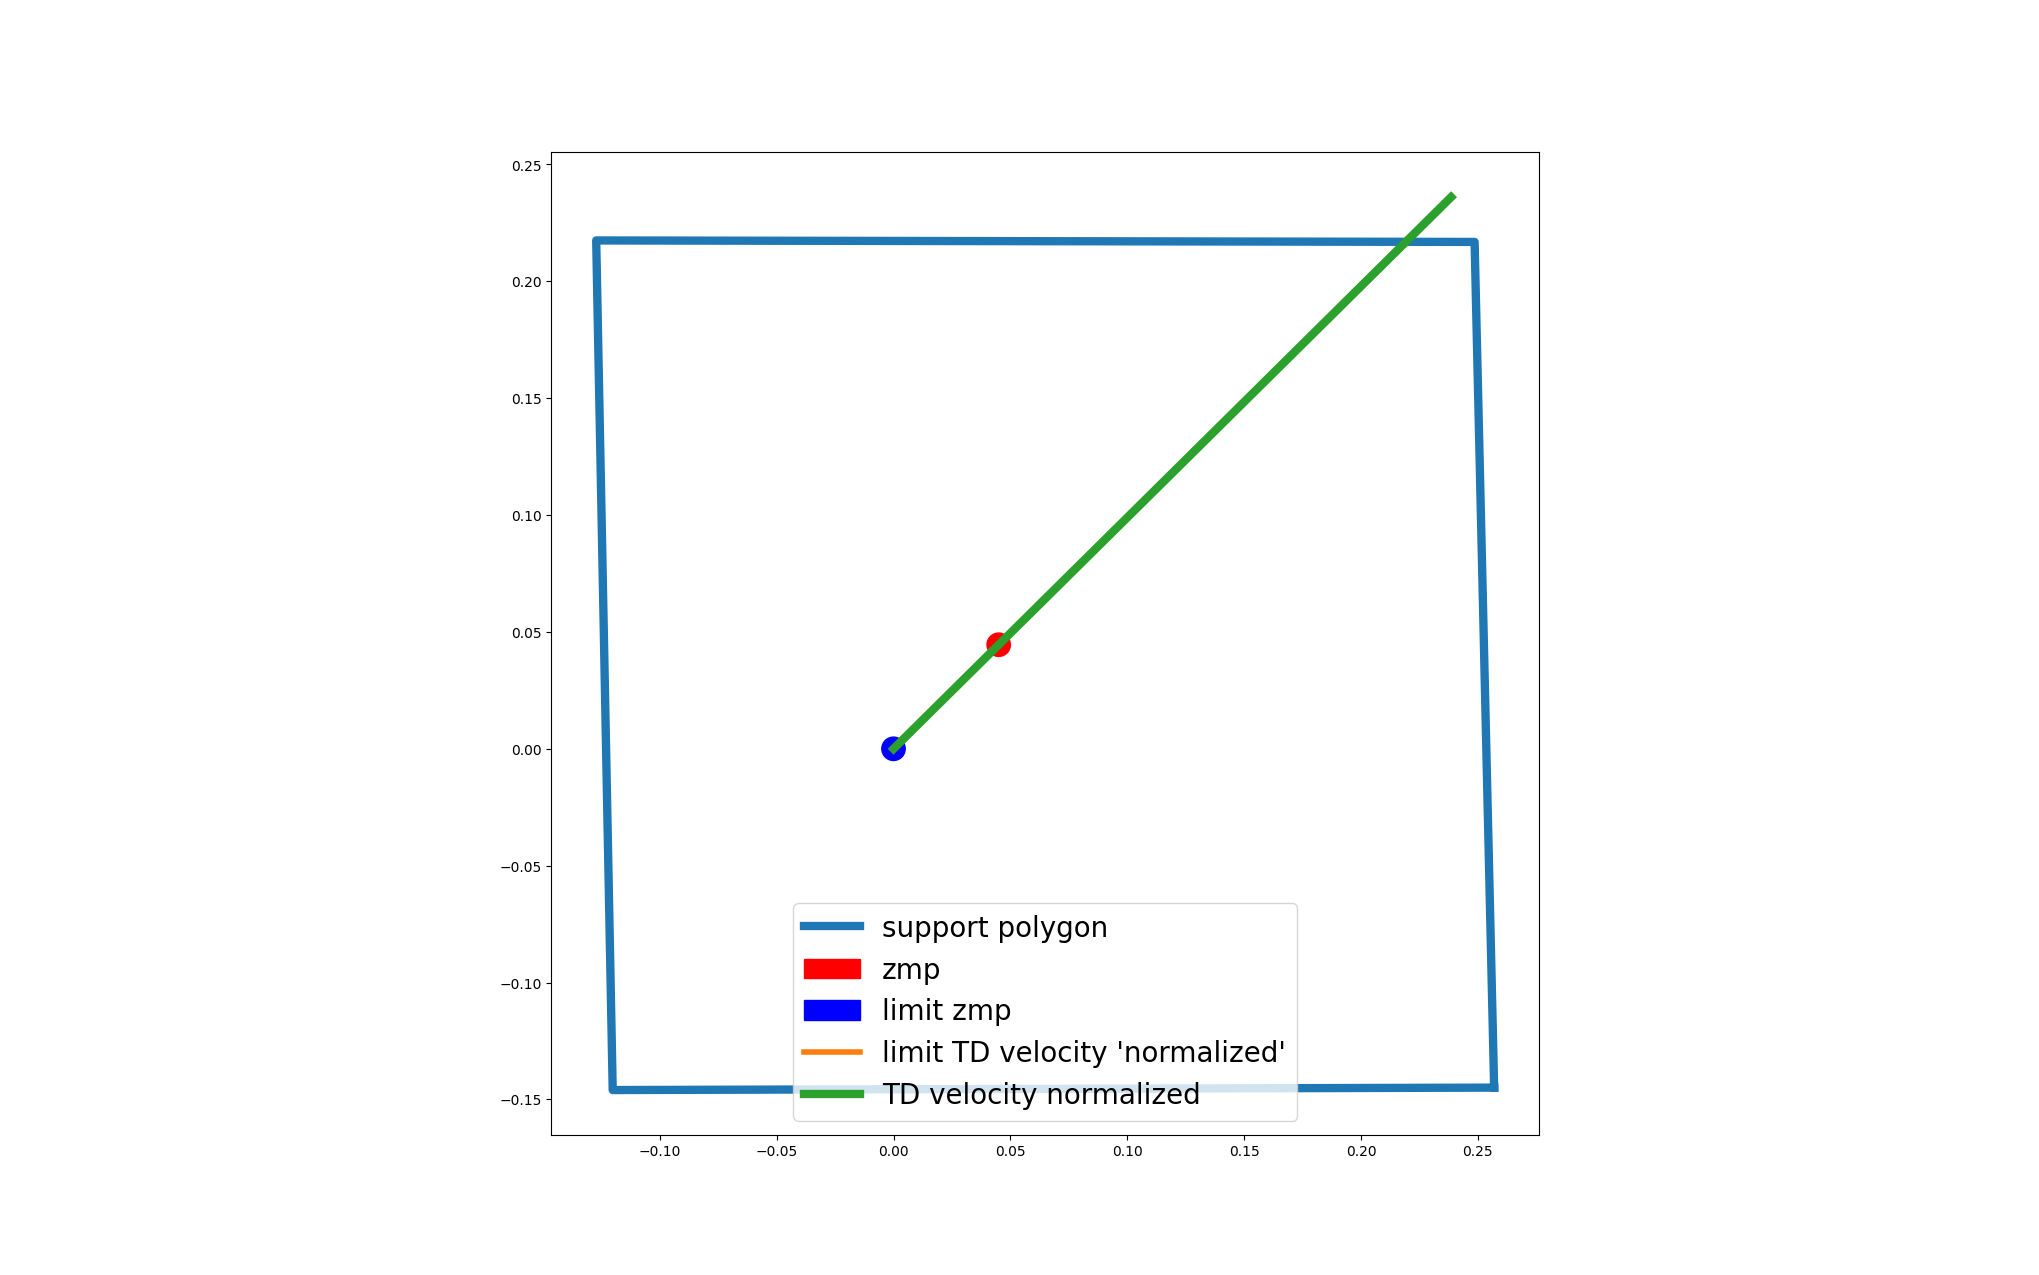 0.25
0.20
0.15
0.10
0.05
0.00
−0.05
−0.10
−0.15
support polygon
zmp
limit zmp
limit TD velocity 'normalized'
TD velocity normalized
−0.10 −0.05 0.00 0.05 0.10 0.15 0.20 0.25